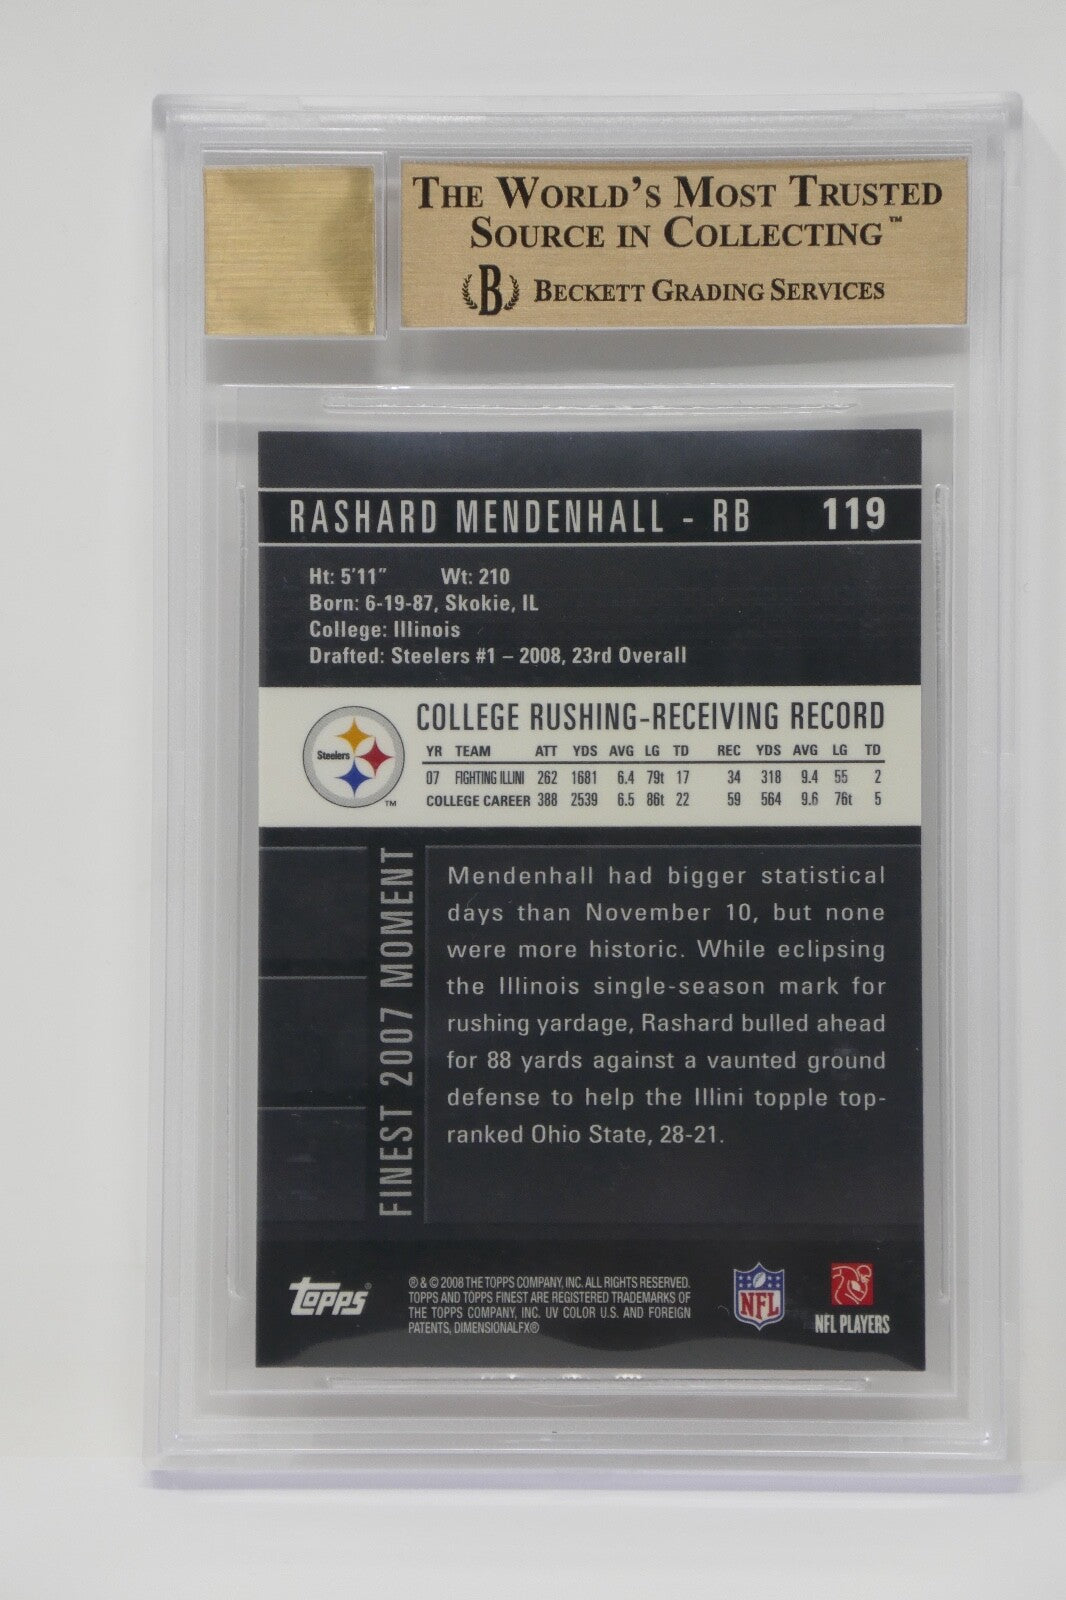 THE WORLD'S MOST TRUSTED
SOURCE IN COLLECTING™
B BECKETT GRADING SERVICES
RASHARD MENDENHALL - RB 119
Ht: 5'11" Wt: 210
Born: 6-19-87, Skokie, IL
College: Illinois
Drafted: Steelers #1 – 2008, 23rd Overall
Steelers
TM
COLLEGE RUSHING-RECEIVING RECORD
YR TEAM ATT YDS AVG LG TD REC YDS AVG LG TD
07 FIGHTING ILLINI 262 1681 6.4 79t 17 34 318 9.4 55 2
COLLEGE CAREER 388 2539 6.5 86t 22 59 564 9.6 76t 5
FINEST 2007 MOMENT
Mendenhall had bigger statistical
days than November 10, but none
were more historic. While eclipsing
the Illinois single-season mark for
rushing yardage, Rashard bulled ahead
for 88 yards against a vaunted ground
defense to help the Illini topple top-
ranked Ohio State, 28-21.
Topps®
® & © 2008 THE TOPPS COMPANY, INC. ALL RIGHTS RESERVED.
TOPPS AND TOPPS FINEST ARE REGISTERED TRADEMARKS OF
THE TOPPS COMPANY, INC. UV COLOR U.S. AND FOREIGN
PATENTS, DIMENSIONALFX®
NFL
NFL PLAYERS